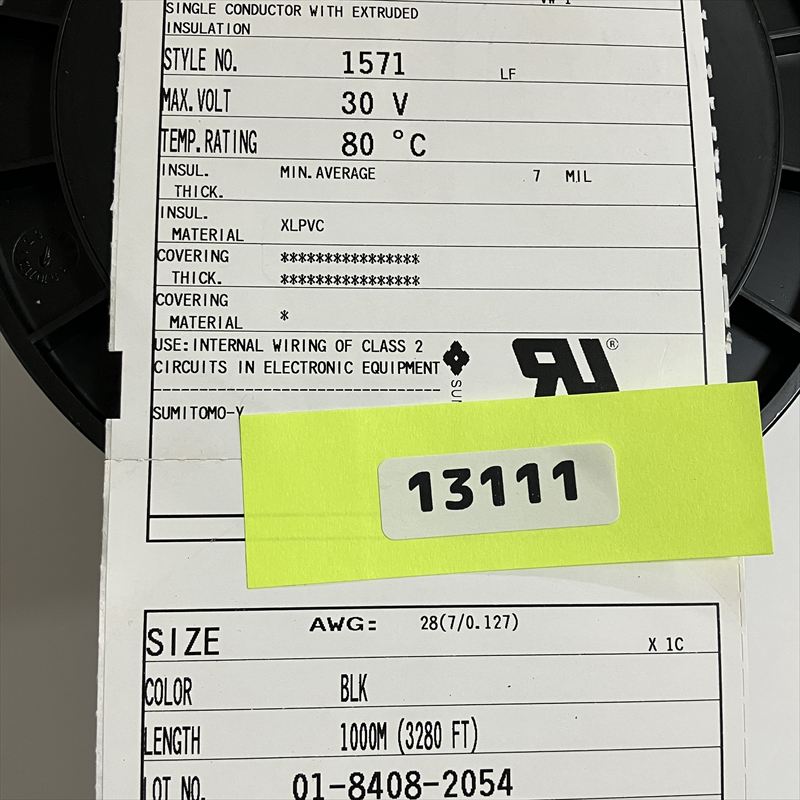 VW-1
SINGLE CONDUCTOR WITH EXTRUDED
INSULATION
STYLE NO. 1571 LF
MAX.VOLT 30 V
TEMP.RATING 80 °C
INSUL. THICK. MIN.AVERAGE 7 MIL
INSUL. MATERIAL XLPVC
COVERING THICK. ****************
****************
COVERING MATERIAL *
USE:INTERNAL WIRING OF CLASS 2
CIRCUITS IN ELECTRONIC EQUIPMENT
SUMITOMO-
RU®
13111
SIZE AWG: 28(7/0.127) X 1C
COLOR BLK
LENGTH 1000M (3280 FT)
LOT NO. 01-8408-2054